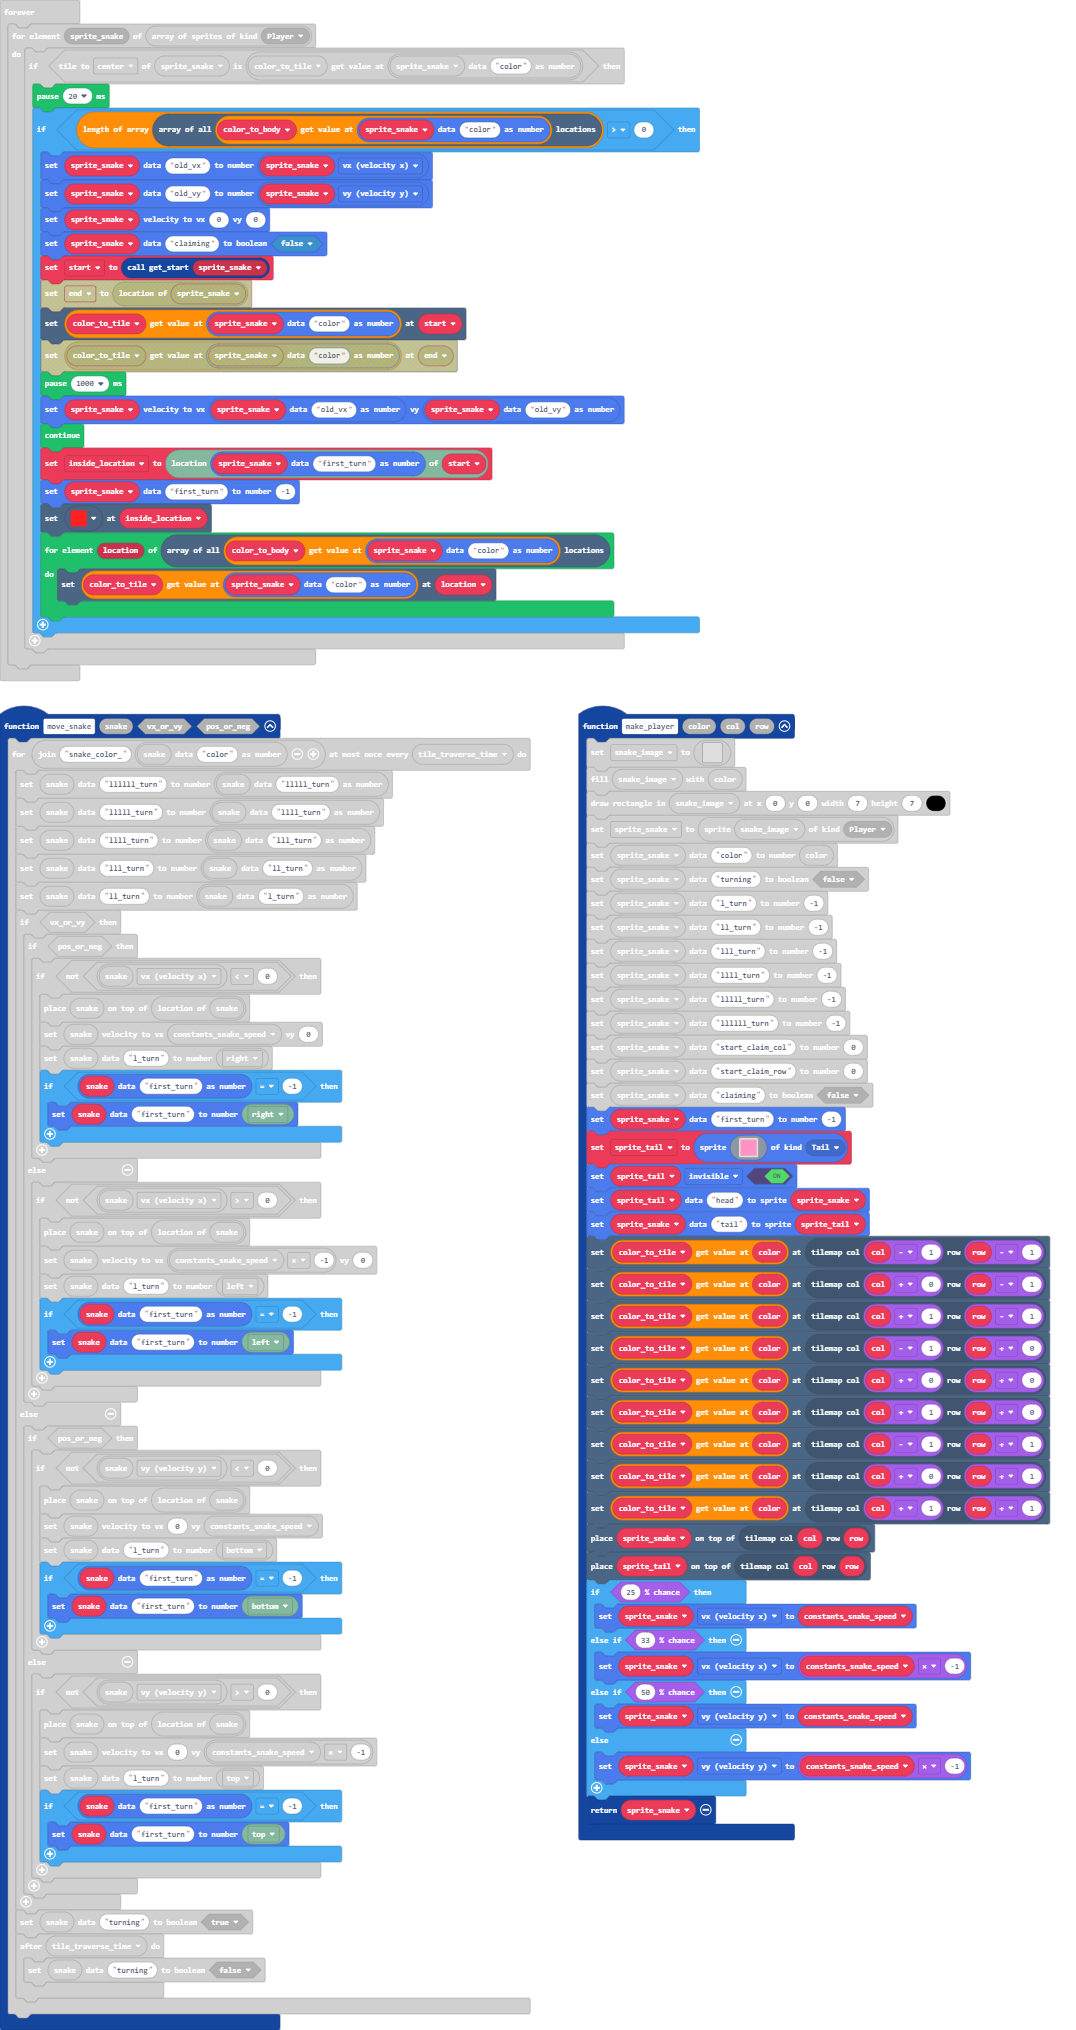 forever
for element sprite_snake of array of sprites of kind Player
do
if tile to center of sprite_snake is color_to_tile get value at sprite_snake data "color" as number then
pause 20 ms
if length of array array of all color_to_body get value at sprite_snake data "color" as number locations > 0 then
set sprite_snake data "old_vx" to number sprite_snake vx (velocity x)
set sprite_snake data "old_vy" to number sprite_snake vy (velocity y)
set sprite_snake velocity to vx 0 vy 0
set sprite_snake data "claiming" to boolean false
set start to call get_start sprite_snake
set end to location of sprite_snake
set color_to_tile get value at sprite_snake data "color" as number at start
set color_to_tile get value at sprite_snake data "color" as number at end
pause 1000 ms
set sprite_snake velocity to vx sprite_snake data "old_vx" as number vy sprite_snake data "old_vy" as number
continue
set inside_location to location sprite_snake data "first_turn" as number of start
set sprite_snake data "first_turn" to number -1
set at inside_location
for element location of array of all color_to_body get value at sprite_snake data "color" as number locations
do
set color_to_tile get value at sprite_snake data "color" as number at location
function move_snake snake vx_or_vy pos_or_neg
for join "snake_color_" snake data "color" as number at most once every tile_traverse_time do
set snake data "llllll_turn" to number snake data "lllll_turn" as number
set snake data "lllll_turn" to number snake data "llll_turn" as number
set snake data "llll_turn" to number snake data "lll_turn" as number
set snake data "lll_turn" to number snake data "ll_turn" as number
set snake data "ll_turn" to number snake data "l_turn" as number
if vx_or_vy then
if pos_or_neg then
if not snake vx (velocity x) < 0 then
place snake on top of location of snake
set snake velocity to vx constants_snake_speed vy 0
set snake data "l_turn" to number right
if snake data "first_turn" as number = -1 then
set snake data "first_turn" to number right
else
if not snake vx (velocity x) > 0 then
place snake on top of location of snake
set snake velocity to vx constants_snake_speed × -1 vy 0
set snake data "l_turn" to number left
if snake data "first_turn" as number = -1 then
set snake data "first_turn" to number left
else
if pos_or_neg then
if not snake vy (velocity y) < 0 then
place snake on top of location of snake
set snake velocity to vx 0 vy constants_snake_speed
set snake data "l_turn" to number bottom
if snake data "first_turn" as number = -1 then
set snake data "first_turn" to number bottom
else
if not snake vy (velocity y) > 0 then
place snake on top of location of snake
set snake velocity to vx 0 vy constants_snake_speed × -1
set snake data "l_turn" to number top
if snake data "first_turn" as number = -1 then
set snake data "first_turn" to number top
set snake data "turning" to boolean true
after tile_traverse_time do
set snake data "turning" to boolean false
function make_player color col row
set snake_image to
fill snake_image with color
draw rectangle in snake_image at x 0 y 0 width 7 height 7
set sprite_snake to sprite snake_image of kind Player
set sprite_snake data "color" to number color
set sprite_snake data "turning" to boolean false
set sprite_snake data "l_turn" to number -1
set sprite_snake data "ll_turn" to number -1
set sprite_snake data "lll_turn" to number -1
set sprite_snake data "llll_turn" to number -1
set sprite_snake data "lllll_turn" to number -1
set sprite_snake data "llllll_turn" to number -1
set sprite_snake data "start_claim_col" to number 0
set sprite_snake data "start_claim_row" to number 0
set sprite_snake data "claiming" to boolean false
set sprite_snake data "first_turn" to number -1
set sprite_tail to sprite of kind Tail
set sprite_tail invisible ON
set sprite_tail data "head" to sprite sprite_snake
set sprite_snake data "tail" to sprite sprite_tail
set color_to_tile get value at color at tilemap col col - 1 row row - 1
set color_to_tile get value at color at tilemap col col + 0 row row - 1
set color_to_tile get value at color at tilemap col col + 1 row row - 1
set color_to_tile get value at color at tilemap col col - 1 row row + 0
set color_to_tile get value at color at tilemap col col + 0 row row + 0
set color_to_tile get value at color at tilemap col col + 1 row row + 0
set color_to_tile get value at color at tilemap col col - 1 row row + 1
set color_to_tile get value at color at tilemap col col + 0 row row + 1
set color_to_tile get value at color at tilemap col col + 1 row row + 1
place sprite_snake on top of tilemap col col row row
place sprite_tail on top of tilemap col col row row
if 25 % chance then
set sprite_snake vx (velocity x) to constants_snake_speed
else if 33 % chance then
set sprite_snake vx (velocity x) to constants_snake_speed × -1
else if 50 % chance then
set sprite_snake vy (velocity y) to constants_snake_speed
else
set sprite_snake vy (velocity y) to constants_snake_speed × -1
return sprite_snake